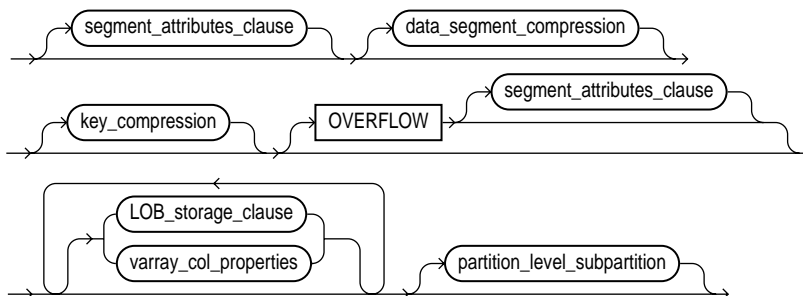 segment_attributes_clause data_segment_compression
segment_attributes_clause
key_compression OVERFLOW
LOB_storage_clause
varray_col_properties partition_level_subpartition